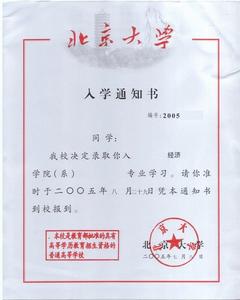 北京大学
入学通知书
编号:2005
同学:
我校决定录取你入 经济
学院(系) 专业学习。请你准
时于二〇〇五年 八 月二十九日凭本通知书
到校报到。
1、本校是教育部批准的具有
高等学历教育招生资格的
普通高等学校
北京大学
二〇〇五年七月 日